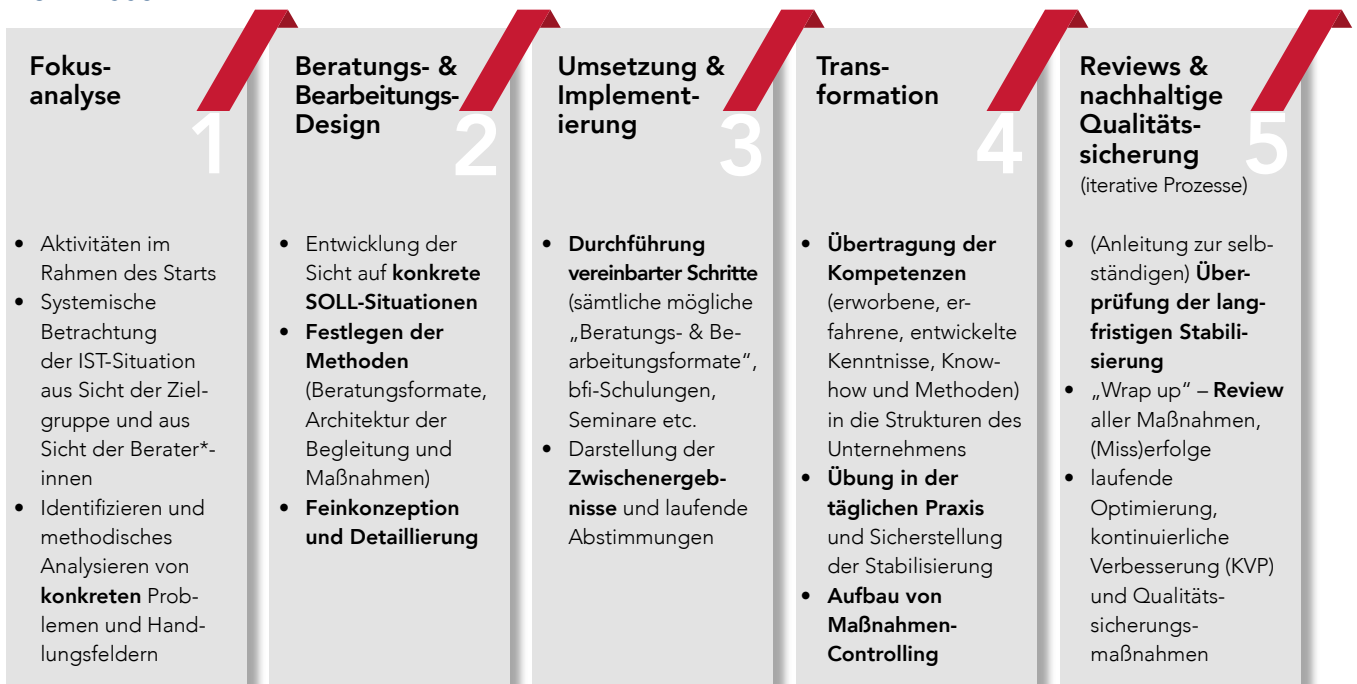 Fokus-
analyse
1
• Aktivitäten im
Rahmen des Starts
• Systemische
Betrachtung
der IST-Situation
aus Sicht der Ziel-
gruppe und aus
Sicht der Berater*-
innen
• Identifizieren und
methodisches
Analysieren von
konkreten Prob-
lemen und Hand-
lungsfeldern
Beratungs- &
Bearbeitungs-
Design
2
• Entwicklung der
Sicht auf konkrete
SOLL-Situationen
• Festlegen der
Methoden
(Beratungsformate,
Architektur der
Begleitung und
Maßnahmen)
• Feinkonzeption
und Detaillierung
Umsetzung &
Implement-
ierung
3
• Durchführung
vereinbarter Schritte
(sämtliche mögliche
„Beratungs- & Be-
arbeitungsformate“,
bfi-Schulungen,
Seminare etc.
• Darstellung der
Zwischenergeb-
nisse und laufende
Abstimmungen
Trans-
formation
4
• Übertragung der
Kompetenzen
(erworbene, er-
fahrene, entwickelte
Kenntnisse, Know-
how und Methoden)
in die Strukturen des
Unternehmens
• Übung in der
täglichen Praxis
und Sicherstellung
der Stabilisierung
• Aufbau von
Maßnahmen-
Controlling
Reviews &
nachhaltige
Qualitäts-
sicherung
(iterative Prozesse)
5
• (Anleitung zur selb-
ständigen) Über-
prüfung der lang-
fristigen Stabili-
sierung
• „Wrap up“ – Review
aller Maßnahmen,
(Miss)erfolge
• laufende
Optimierung,
kontinuierliche
Verbesserung (KVP)
und Qualitäts-
sicherungs-
maßnahmen